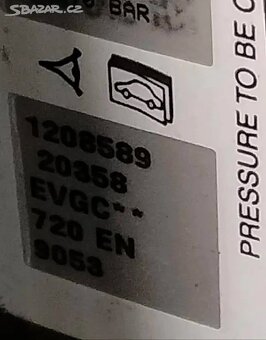 SBAZAR.CZ
BAR
1208589
20358
EVGC**
720 EN
9053
PRESSURE TO BE C